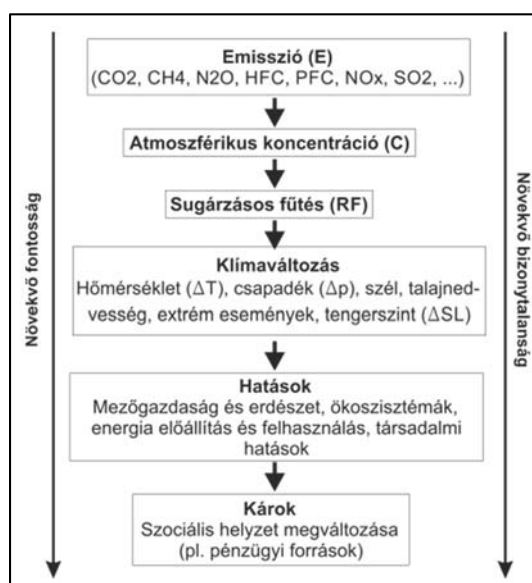 Emisszió (E)
(CO2, CH4, N2O, HFC, PFC, NOx, SO2, ...)
Atmoszférikus koncentráció (C)
Sugárzásos fűtés (RF)
Klímaváltozás
Hőmérséklet (ΔT), csapadék (Δp), szél, talajned-
vesség, extrém események, tengerszint (ΔSL)
Hatások
Mezőgazdaság és erdészet, ökoszisztémák,
energia előállítás és felhasználás, társadalmi
hatások
Károk
Szociális helyzet megváltozása
(pl. pénzügyi források)
Növekvő fontosság
Növekvő bizonytalanság